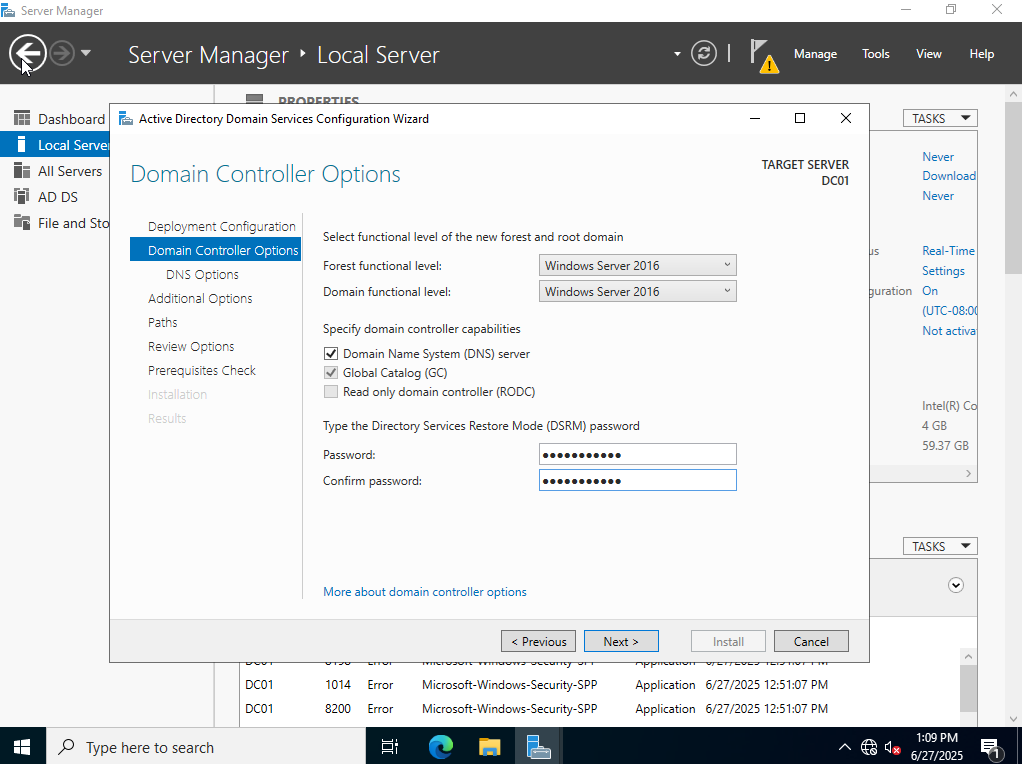 Server Manager
Server Manager ‣ Local Server
Manage Tools View Help
Dashboard
Local Server
All Servers
AD DS
File and Sto
PROPERTIES
TASKS
Never
Download
Never
us Real-Time
Settings
guration On
(UTC-08:00
Not activa
Intel(R) Co
4 GB
59.37 GB
TASKS
Active Directory Domain Services Configuration Wizard
Domain Controller Options
TARGET SERVER
DC01
Deployment Configuration
Domain Controller Options
DNS Options
Additional Options
Paths
Review Options
Prerequisites Check
Installation
Results
Select functional level of the new forest and root domain
Forest functional level: Windows Server 2016
Domain functional level: Windows Server 2016
Specify domain controller capabilities
Domain Name System (DNS) server
Global Catalog (GC)
Read only domain controller (RODC)
Type the Directory Services Restore Mode (DSRM) password
Password: ●●●●●●●●●●●
Confirm password: ●●●●●●●●●●●
More about domain controller options
< Previous Next > Install Cancel
DC01 8198 Error Microsoft-Windows-Security-SPP Application 6/27/2025 12:51:07 PM
DC01 1014 Error Microsoft-Windows-Security-SPP Application 6/27/2025 12:51:07 PM
DC01 8200 Error Microsoft-Windows-Security-SPP Application 6/27/2025 12:51:07 PM
Type here to search
1:09 PM
6/27/2025
1